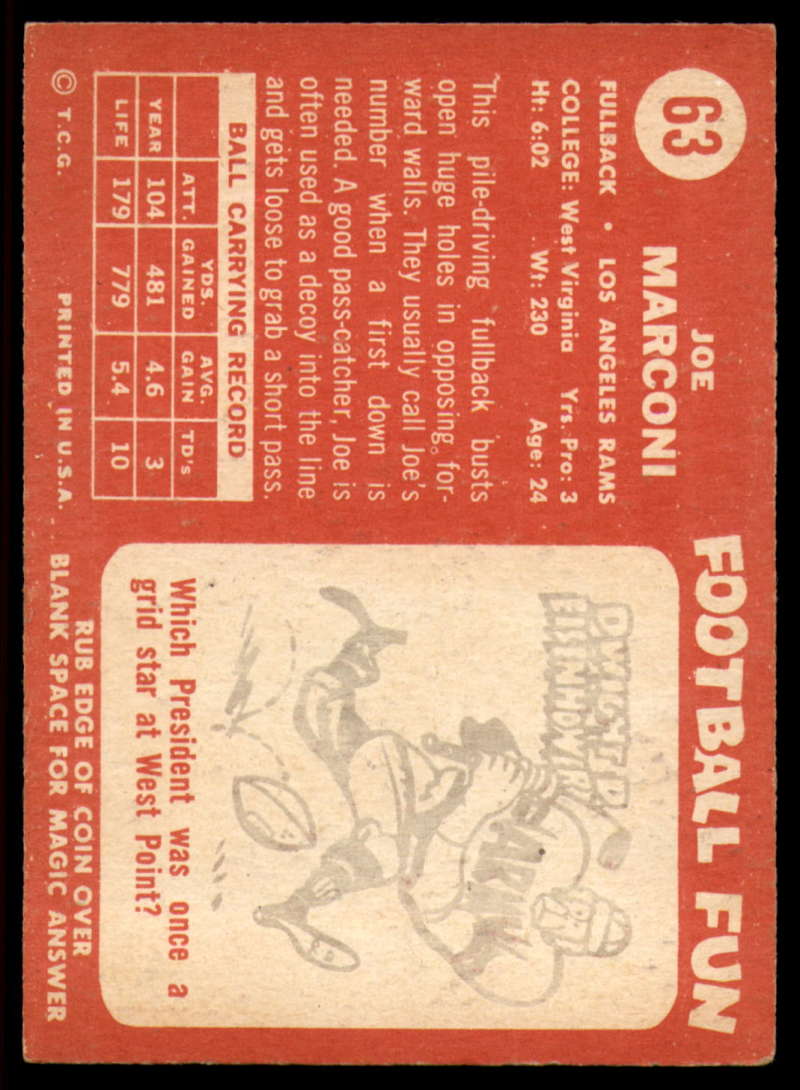 63
JOE
MARCONI
FULLBACK • LOS ANGELES RAMS
COLLEGE: West Virginia Yrs. Pro: 3
Ht: 6:02 Wt: 230 Age: 24
This pile-driving fullback busts
open huge holes in opposing for-
ward walls. They usually call Joe's
number when a first down is
needed. A good pass-catcher, Joe is
often used as a decoy into the line
and gets loose to grab a short pass.
BALL CARRYING RECORD
ATT. YDS. GAINED AVG. GAIN TD's
YEAR 104 481 4.6 3
LIFE 179 779 5.4 10
© T.C.G. PRINTED IN U.S.A.
FOOTBALL FUN
DWIGHT D.
EISENHOWER
ARMY
Which President was once a
grid star at West Point?
RUB EDGE OF COIN OVER
BLANK SPACE FOR MAGIC ANSWER